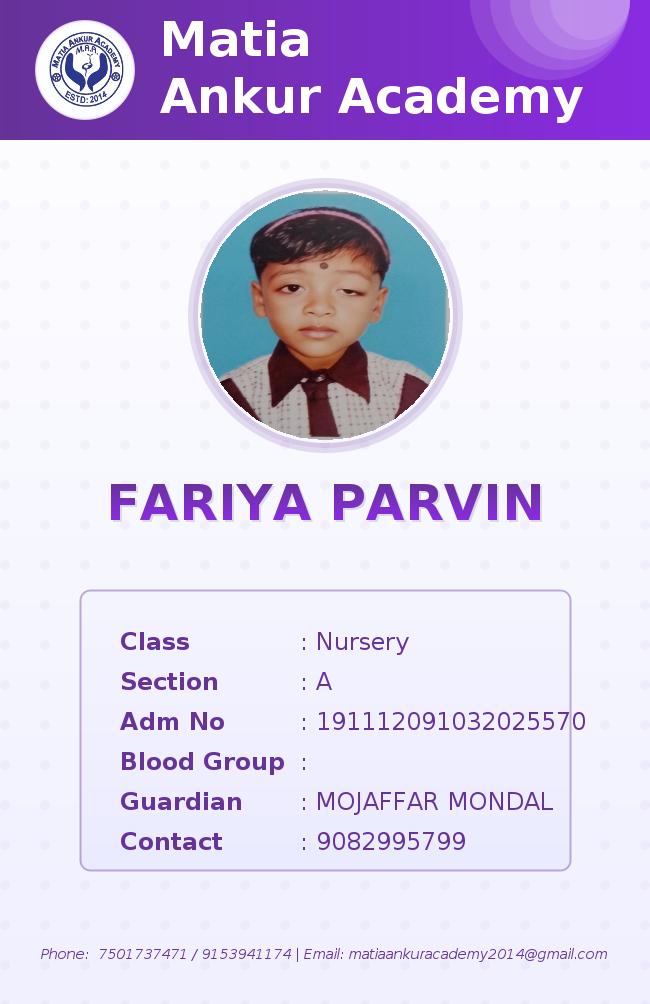 MATIA ANKUR ACADEMY
M.A.A
ESTD: 2014
Matia
Ankur Academy
FARIYA PARVIN
Class : Nursery
Section : A
Adm No : 191112091032025570
Blood Group :
Guardian : MOJAFFAR MONDAL
Contact : 9082995799
Phone: 7501737471 / 9153941174 | Email: matiaankuracademy2014@gmail.com